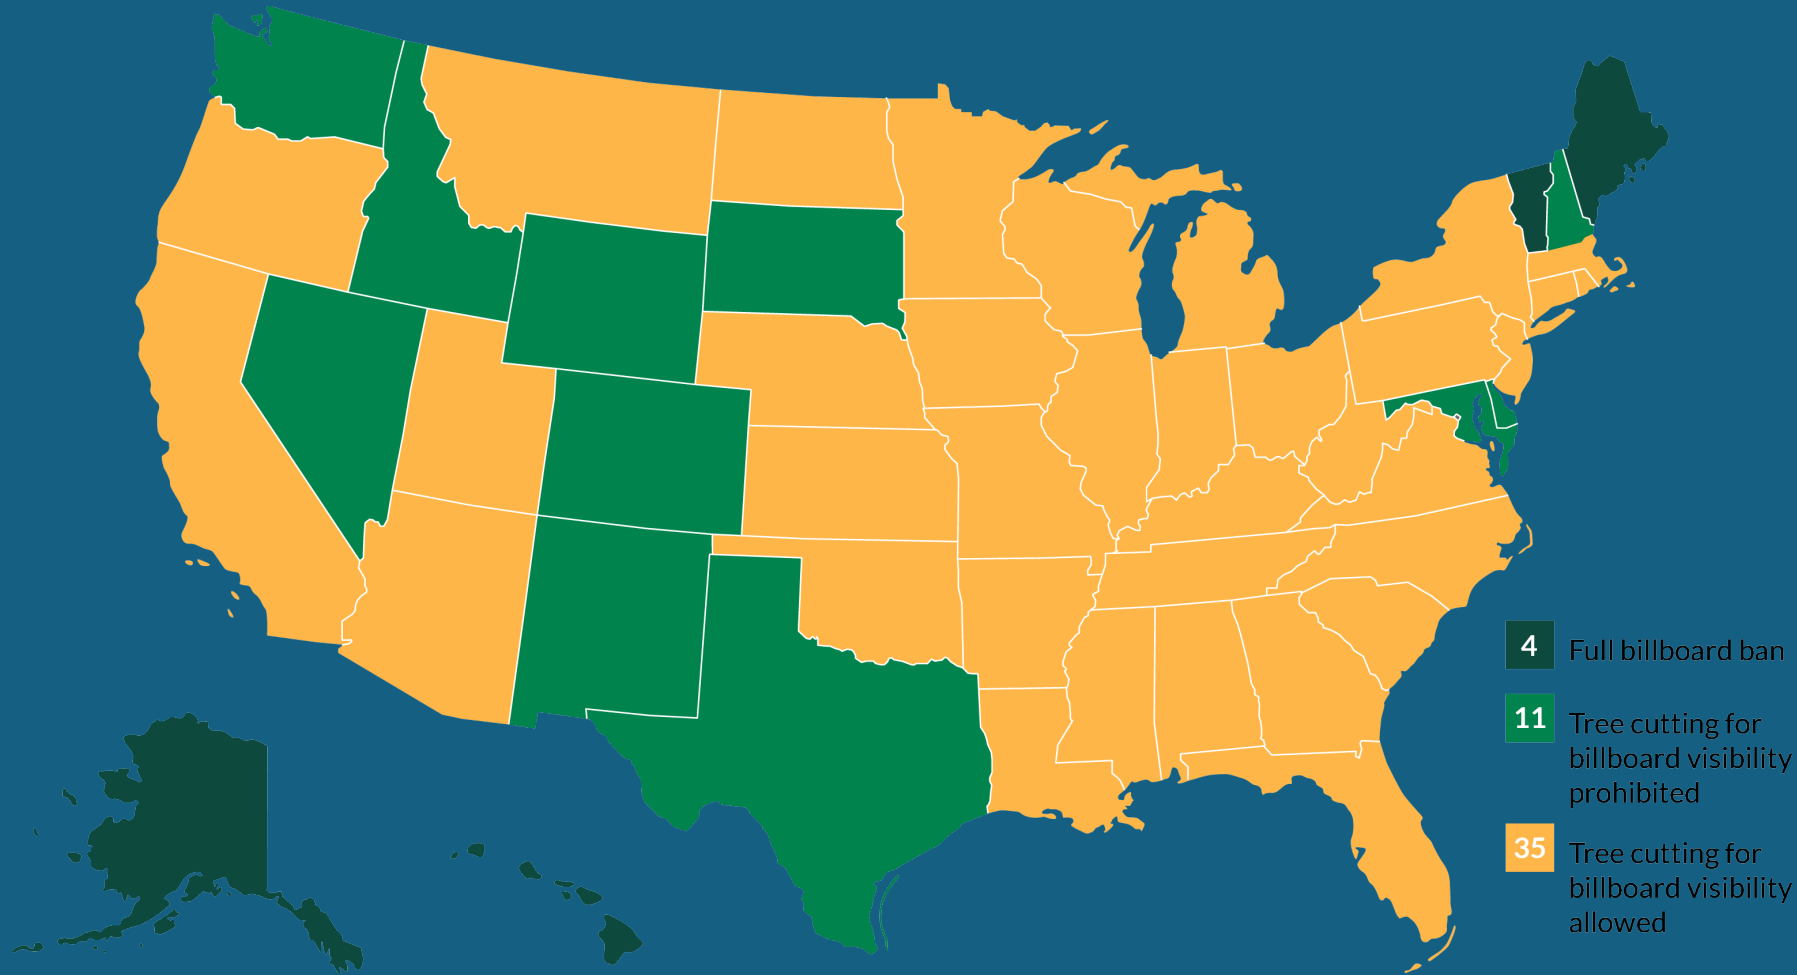 4 Full billboard ban
11 Tree cutting for
billboard visibility
prohibited
35 Tree cutting for
billboard visibility
allowed